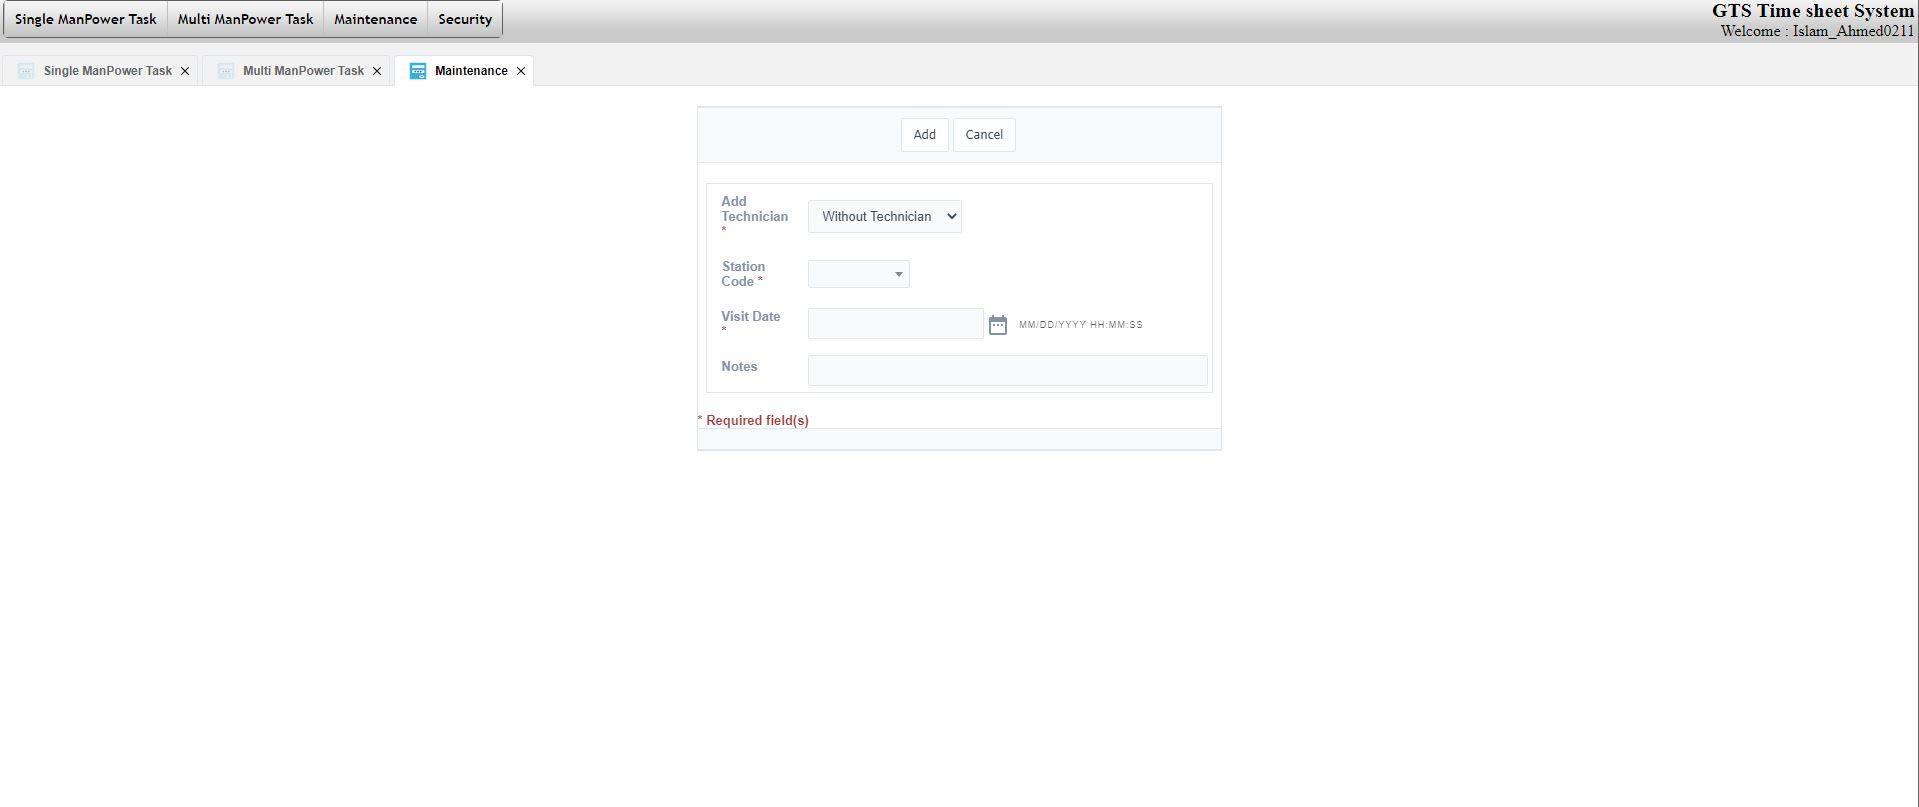 Single ManPower Task Multi ManPower Task Maintenance Security
GTS Time sheet System
Welcome : Islam_Ahmed0211
Single ManPower Task Multi ManPower Task Maintenance
Add Cancel
Add
Technician
*
Without Technician
Station
Code *
Visit Date
*
MM/DD/YYYY HH:MM:SS
Notes
* Required field(s)